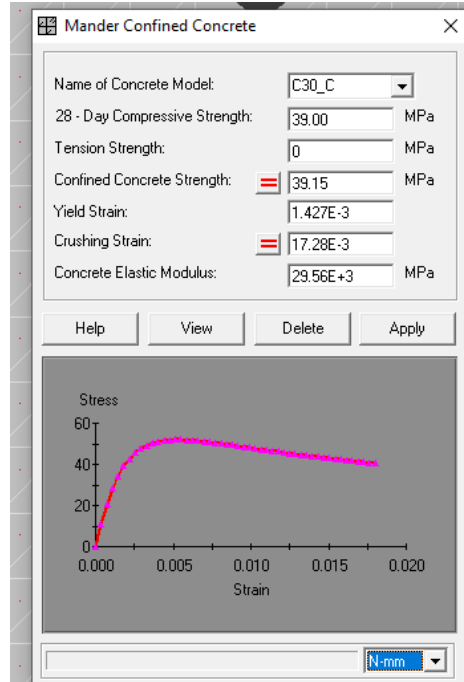 Mander Confined Concrete
Name of Concrete Model: C30_C
28 - Day Compressive Strength: 39.00 MPa
Tension Strength: 0 MPa
Confined Concrete Strength: 39.15 MPa
Yield Strain: 1.427E-3
Crushing Strain: 17.28E-3
Concrete Elastic Modulus: 29.56E+3 MPa
Help View Delete Apply
Stress
60
40
20
0
0.000 0.005 0.010 0.015 0.020
Strain
N-mm